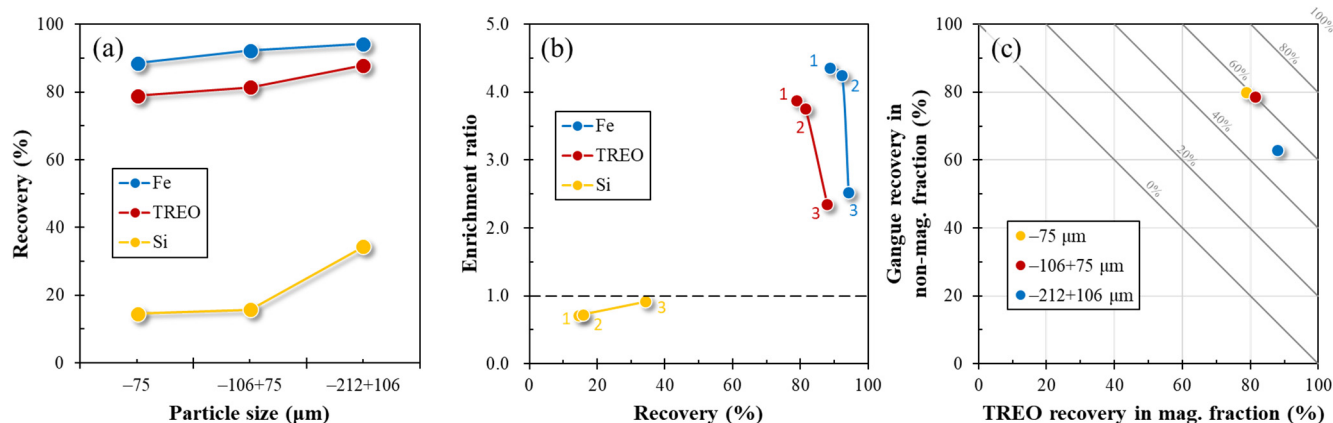 (a)
Recovery (%)
100
80
60
40
20
0
Fe
TREO
Si
–75
–106+75
–212+106
Particle size (μm)
(b)
Enrichment ratio
5.0
4.0
3.0
2.0
1.0
0.0
1
2
1
2
3
3
Fe
TREO
Si
1
2
3
0
20
40
60
80
100
Recovery (%)
(c)
Gangue recovery in
non-mag. fraction (%)
100
80
60
40
20
0
100%
80%
60%
40%
20%
0%
–75 μm
–106+75 μm
–212+106 μm
0
20
40
60
80
100
TREO recovery in mag. fraction (%)